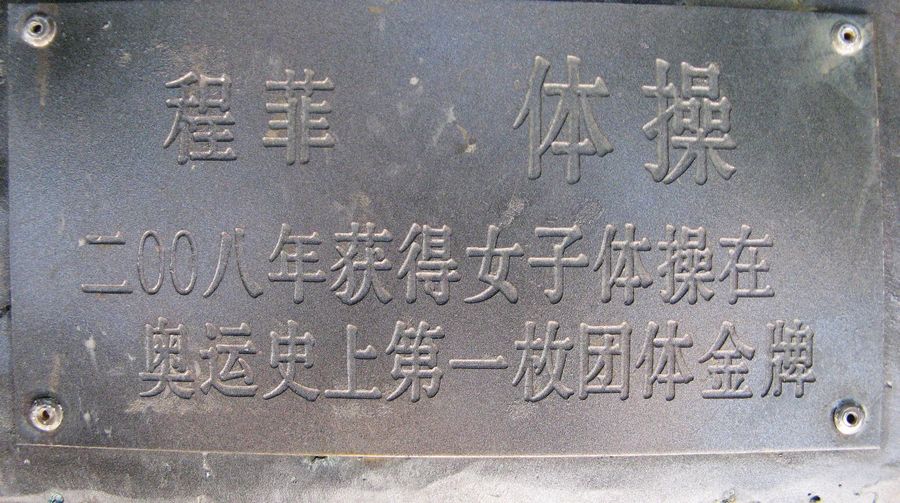 程菲 体操
二00八年获得女子体操在
奥运史上第一枚团体金牌